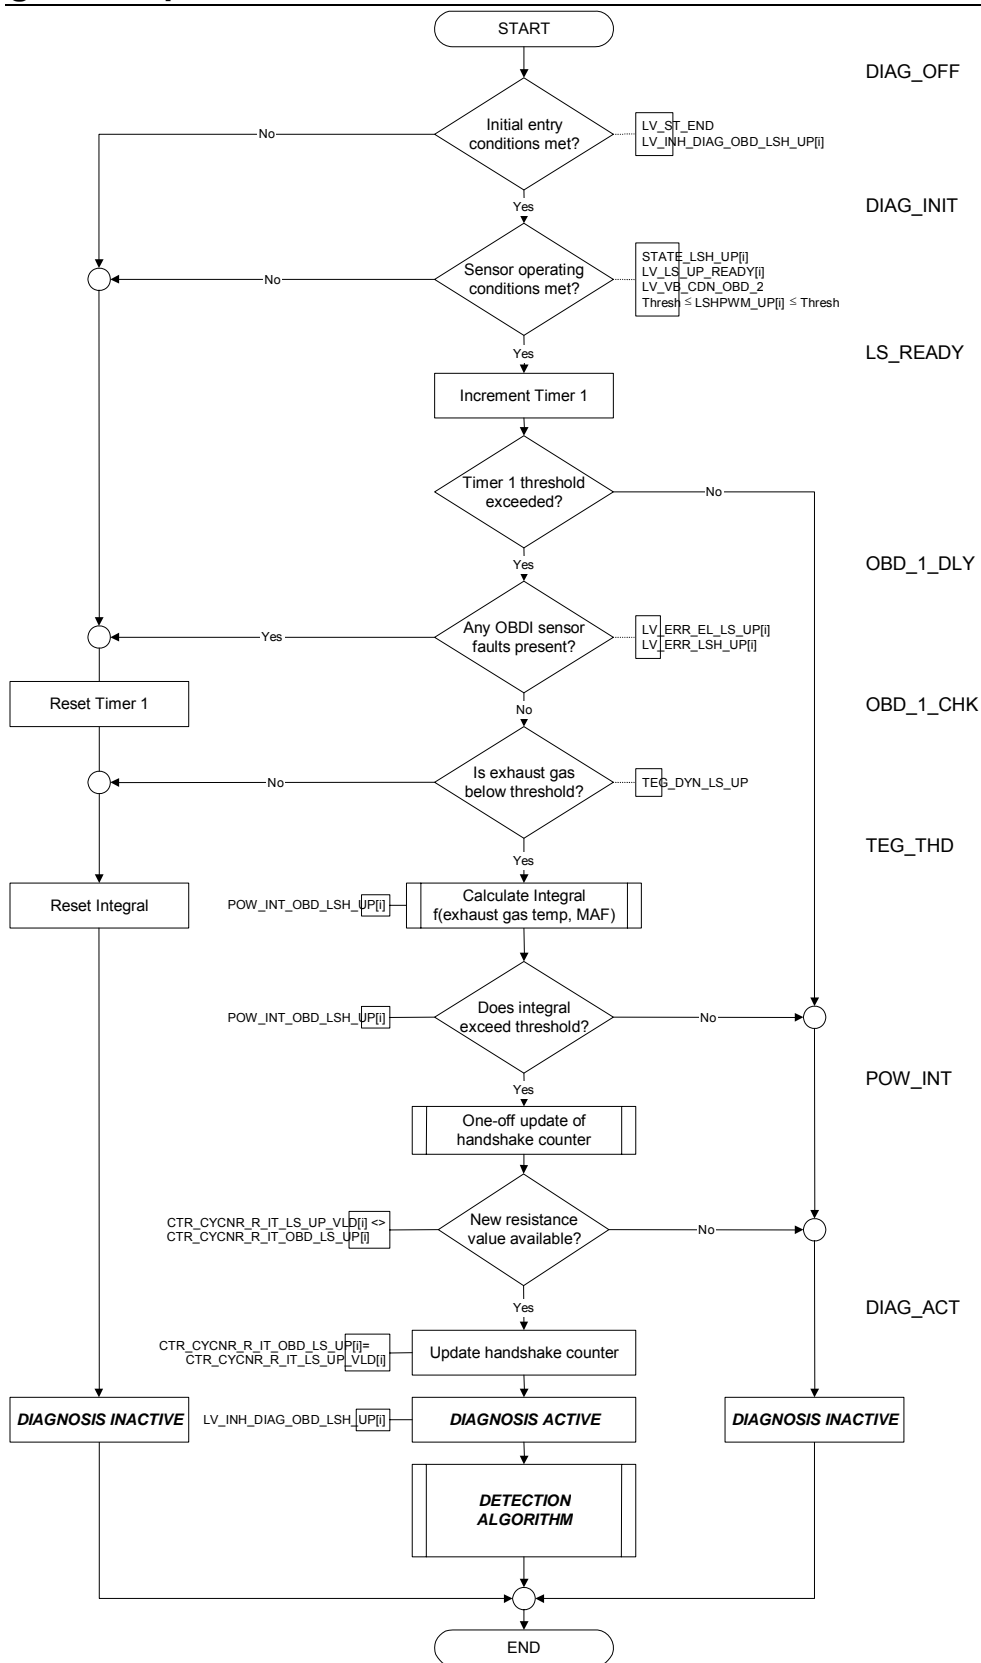 START
DIAG_OFF
Initial entry
conditions met?
LV_ST_END
LV_INH_DIAG_OBD_LSH_UP[i]
No
Yes
DIAG_INIT
Sensor operating
conditions met?
STATE_LSH_UP[i]
LV_LS_UP_READY[i]
LV_VB_CDN_OBD_2
Thresh ≤ LSHPWM_UP[i] ≤ Thresh
No
Yes
LS_READY
Increment Timer 1
Timer 1 threshold
exceeded?
No
Yes
OBD_1_DLY
Any OBDI sensor
faults present?
LV_ERR_EL_LS_UP[i]
LV_ERR_LSH_UP[i]
Yes
Reset Timer 1
No
OBD_1_CHK
Is exhaust gas
below threshold?
TEG_DYN_LS_UP
No
Yes
TEG_THD
Reset Integral
POW_INT_OBD_LSH_UP[i]
Calculate Integral
f(exhaust gas temp, MAF)
POW_INT_OBD_LSH_UP[i]
Does integral
exceed threshold?
No
Yes
POW_INT
One-off update of
handshake counter
CTR_CYCNR_R_IT_LS_UP_VLD[i] <>
CTR_CYCNR_R_IT_OBD_LS_UP[i]
New resistance
value available?
No
Yes
DIAG_ACT
CTR_CYCNR_R_IT_OBD_LS_UP[i]=
CTR_CYCNR_R_IT_LS_UP_VLD[i]
Update handshake counter
DIAGNOSIS INACTIVE
LV_INH_DIAG_OBD_LSH_UP[i]
DIAGNOSIS ACTIVE
DIAGNOSIS INACTIVE
DETECTION
ALGORITHM
END